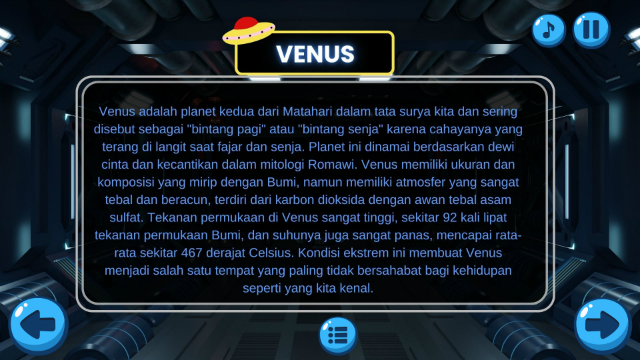 VENUS
Venus adalah planet kedua dari Matahari dalam tata surya kita dan sering
disebut sebagai "bintang pagi" atau "bintang senja" karena cahayanya yang
terang di langit saat fajar dan senja. Planet ini dinamai berdasarkan dewi
cinta dan kecantikan dalam mitologi Romawi. Venus memiliki ukuran dan
komposisi yang mirip dengan Bumi, namun memiliki atmosfer yang sangat
tebal dan beracun, terdiri dari karbon dioksida dengan awan tebal asam
sulfat. Tekanan permukaan di Venus sangat tinggi, sekitar 92 kali lipat
tekanan permukaan Bumi, dan suhunya juga sangat panas, mencapai rata-
rata sekitar 467 derajat Celsius. Kondisi ekstrem ini membuat Venus
menjadi salah satu tempat yang paling tidak bersahabat bagi kehidupan
seperti yang kita kenal.